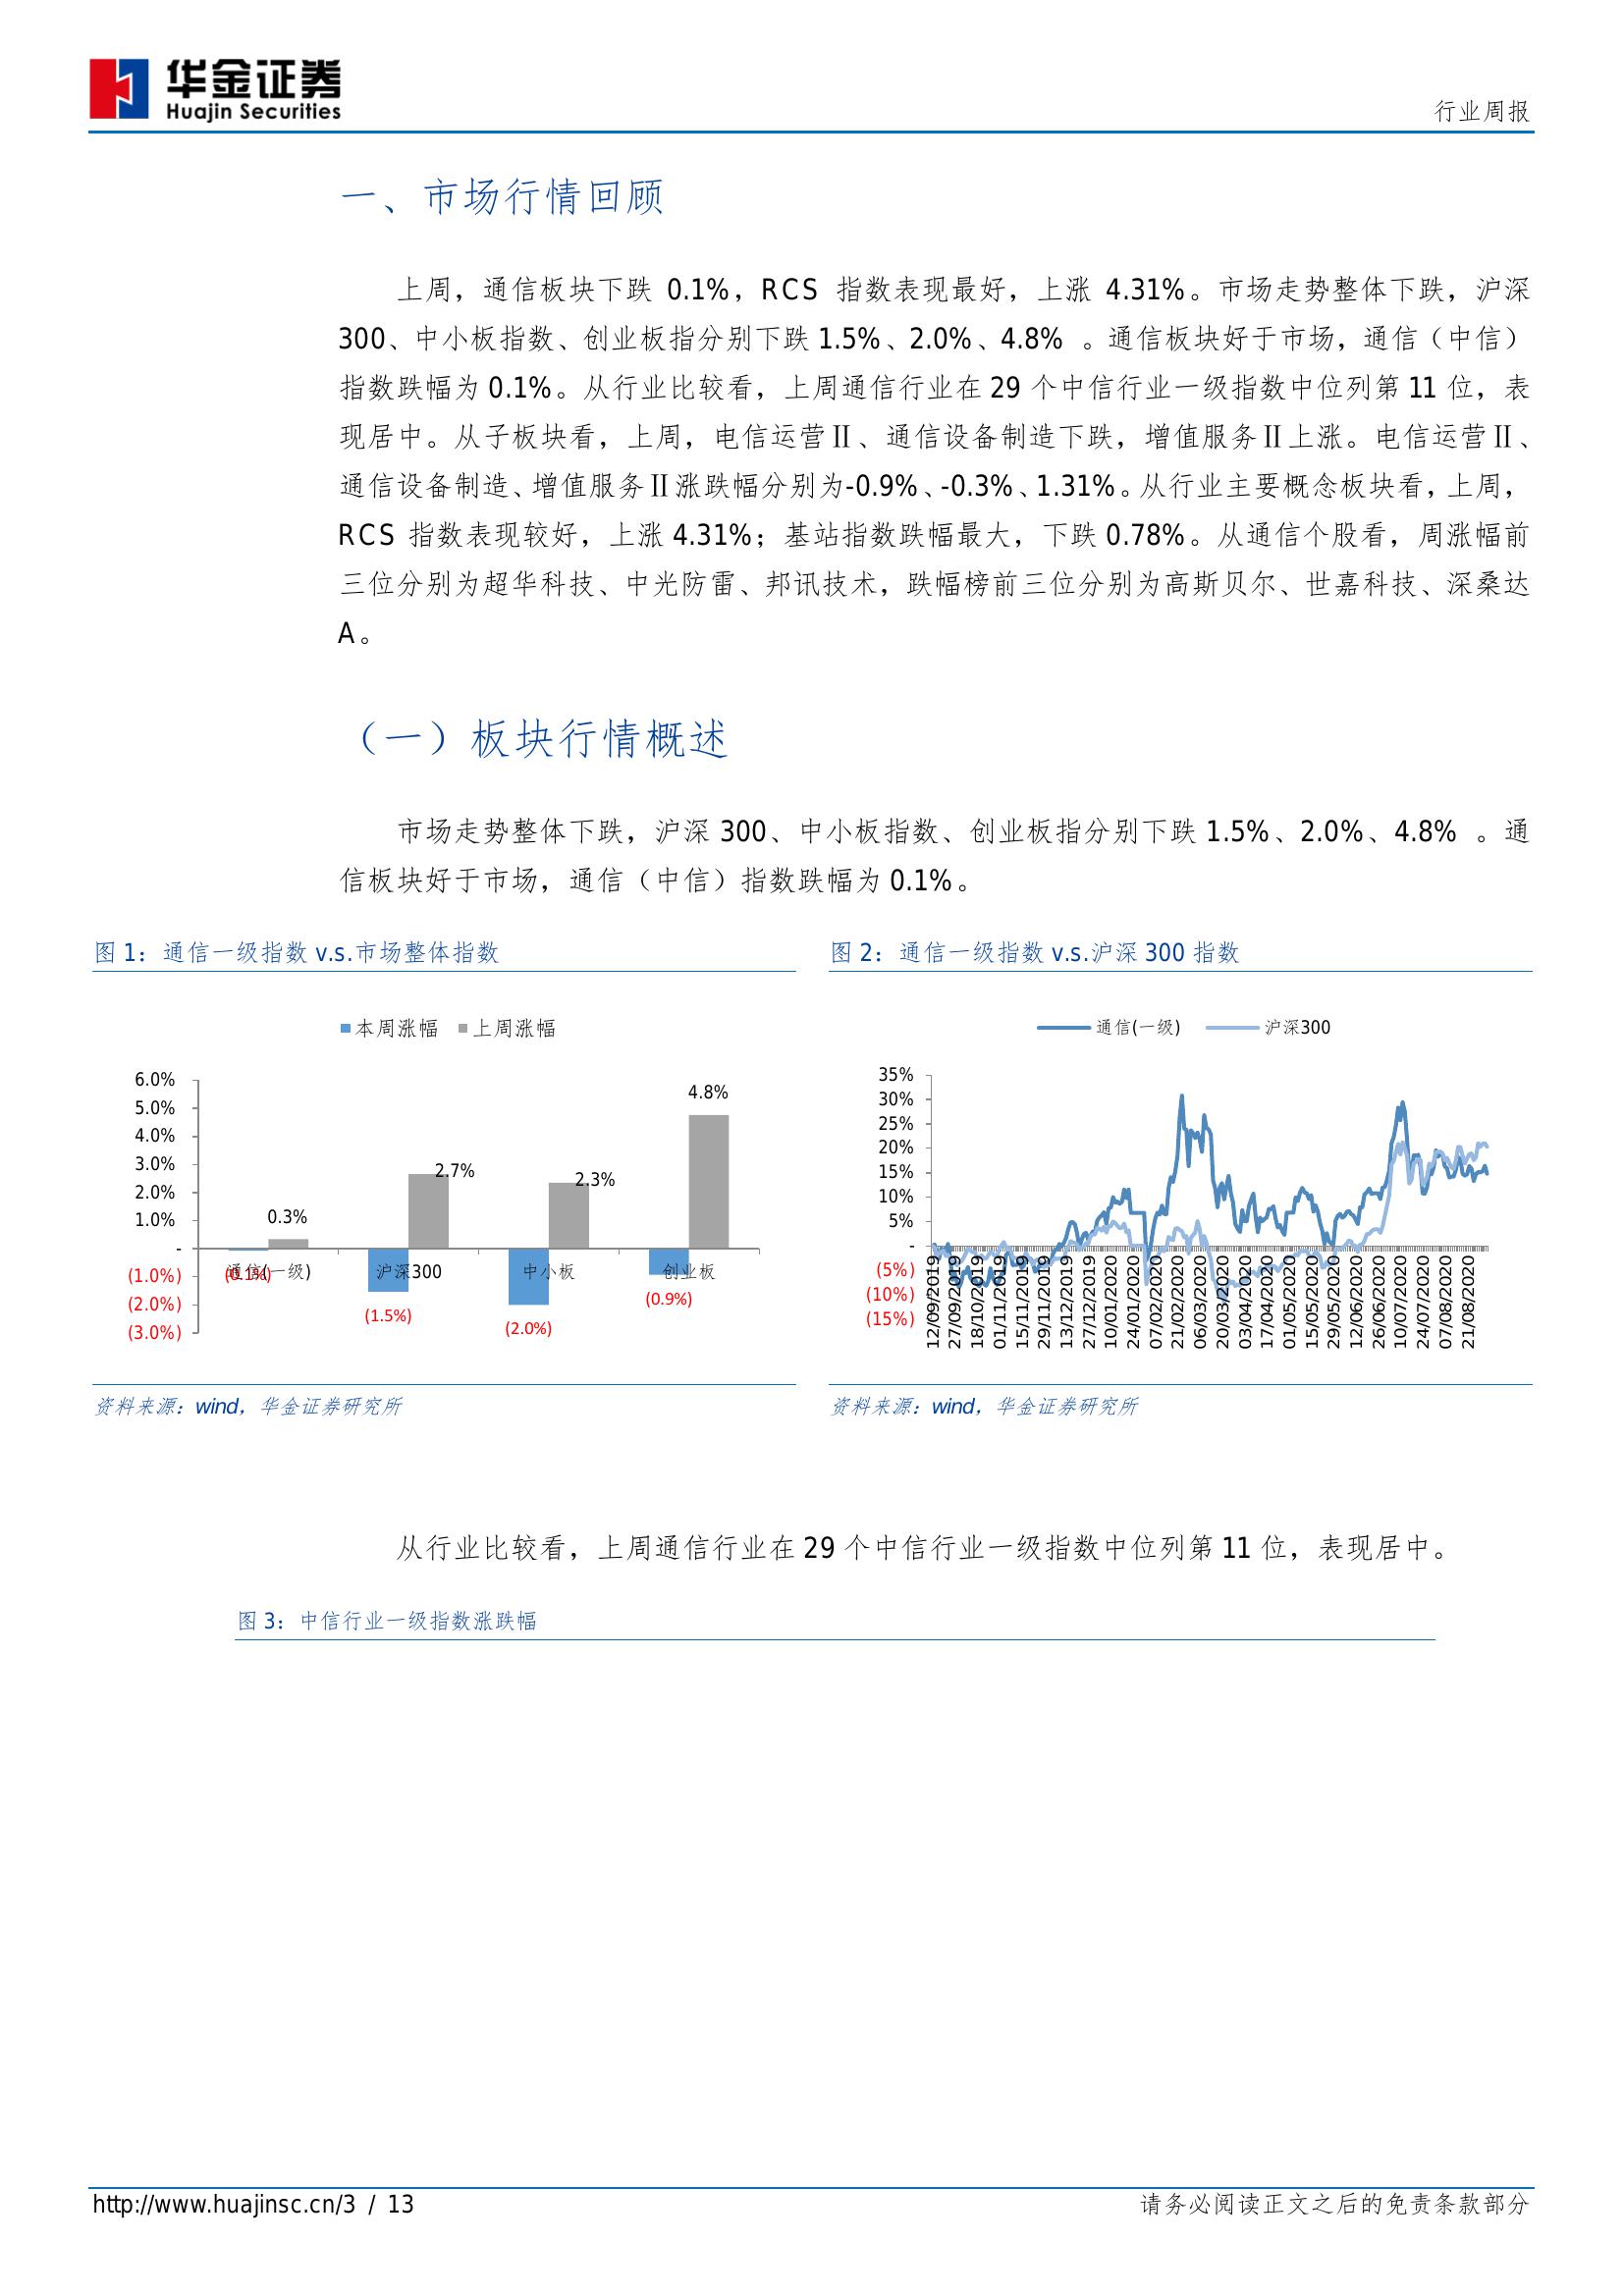 华金证券
Huajin Securities
行业周报
一、市场行情回顾
上周，通信板块下跌 0.1%，RCS 指数表现最好，上涨 4.31%。市场走势整体下跌，沪深
300、中小板指数、创业板指分别下跌 1.5%、2.0%、4.8% 。通信板块好于市场，通信（中信）
指数跌幅为 0.1%。从行业比较看，上周通信行业在 29 个中信行业一级指数中位列第 11 位，表
现居中。从子板块看，上周，电信运营Ⅱ、通信设备制造下跌，增值服务Ⅱ上涨。电信运营Ⅱ、
通信设备制造、增值服务Ⅱ涨跌幅分别为-0.9%、-0.3%、1.31%。从行业主要概念板块看，上周，
RCS 指数表现较好，上涨 4.31%；基站指数跌幅最大，下跌 0.78%。从通信个股看，周涨幅前
三位分别为超华科技、中光防雷、邦讯技术，跌幅榜前三位分别为高斯贝尔、世嘉科技、深桑达
A。
（一）板块行情概述
市场走势整体下跌，沪深 300、中小板指数、创业板指分别下跌 1.5%、2.0%、4.8% 。通
信板块好于市场，通信（中信）指数跌幅为 0.1%。
图 1：通信一级指数 v.s.市场整体指数
本周涨幅 上周涨幅
6.0%
5.0%
4.0%
3.0%
2.0%
1.0%
-
(1.0%)
(2.0%)
(3.0%)
0.3%
2.7%
2.3%
4.8%
通信(一级) 沪深300 中小板 创业板
(0.1%)
(1.5%)
(2.0%)
(0.9%)
资料来源：wind，华金证券研究所
图 2：通信一级指数 v.s.沪深 300 指数
通信(一级) 沪深300
35%
30%
25%
20%
15%
10%
5%
-
(5%)
(10%)
(15%)
12/09/2019
27/09/2019
18/10/2019
01/11/2019
15/11/2019
29/11/2019
13/12/2019
27/12/2019
10/01/2020
24/01/2020
07/02/2020
21/02/2020
06/03/2020
20/03/2020
03/04/2020
17/04/2020
01/05/2020
15/05/2020
29/05/2020
12/06/2020
26/06/2020
10/07/2020
24/07/2020
07/08/2020
21/08/2020
资料来源：wind，华金证券研究所
从行业比较看，上周通信行业在 29 个中信行业一级指数中位列第 11 位，表现居中。
图 3：中信行业一级指数涨跌幅
http://www.huajinsc.cn/3 / 13
请务必阅读正文之后的免责条款部分